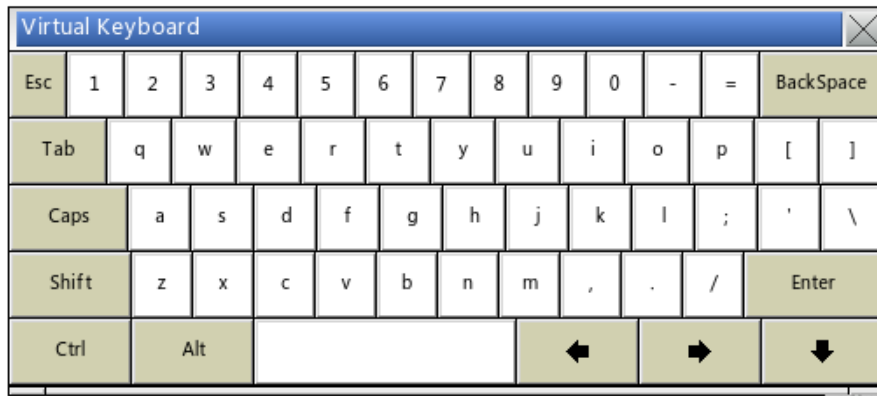 Virtual Keyboard
Esc 1 2 3 4 5 6 7 8 9 0 - = BackSpace
Tab q w e r t y u i o p [ ]
Caps a s d f g h j k l ; ' \
Shift z x c v b n m , . / Enter
Ctrl Alt